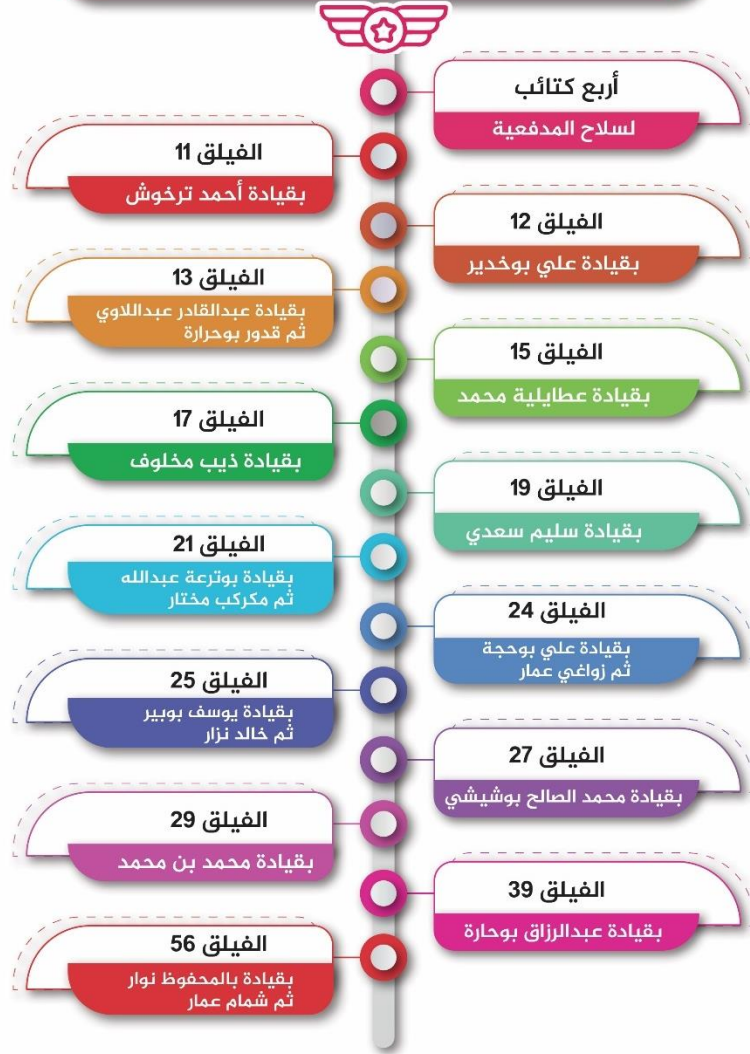 أربع كتائب
لسلاح المدفعية
الفيلق 11
بقيادة أحمد ترخوش
الفيلق 12
بقيادة علي بوخدير
الفيلق 13
بقيادة عبدالقادر عبداللاوي
ثم قدور بوحرارة
الفيلق 15
بقيادة عطايلية محمد
الفيلق 17
بقيادة ذيب مخلوف
الفيلق 19
بقيادة سليم سعدي
الفيلق 21
بقيادة بوترعة عبدالله
ثم مكركب مختار
الفيلق 24
بقيادة علي بوحجة
ثم زواغي عمار
الفيلق 25
بقيادة يوسف بوبير
ثم خالد نزار
الفيلق 27
بقيادة محمد الصالح بوشيشي
الفيلق 29
بقيادة محمد بن محمد
الفيلق 39
بقيادة عبدالرزاق بوحارة
الفيلق 56
بقيادة بالمحفوظ نوار
ثم شمام عمار